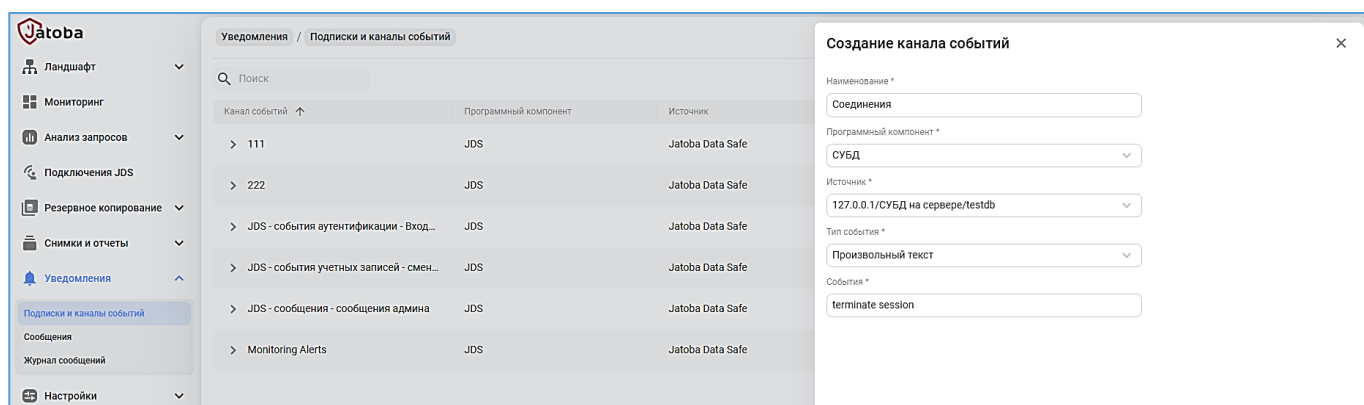 Jatoba
Ландшафт
Мониторинг
Анализ запросов
Подключения JDS
Резервное копирование
Снимки и отчеты
Уведомления
Подписки и каналы событий
Сообщения
Журнал сообщений
Настройки
Уведомления / Подписки и каналы событий
Поиск
Канал событий Программный компонент Источник
111 JDS Jatoba Data Safe
222 JDS Jatoba Data Safe
JDS - события аутентификации - Вход... JDS Jatoba Data Safe
JDS - события учетных записей - смен... JDS Jatoba Data Safe
JDS - сообщения - сообщения админа JDS Jatoba Data Safe
Monitoring Alerts JDS Jatoba Data Safe
Создание канала событий
Наименование *
Соединения
Программный компонент *
СУБД
Источник *
127.0.0.1/СУБД на сервере/testdb
Тип события *
Произвольный текст
События *
terminate session